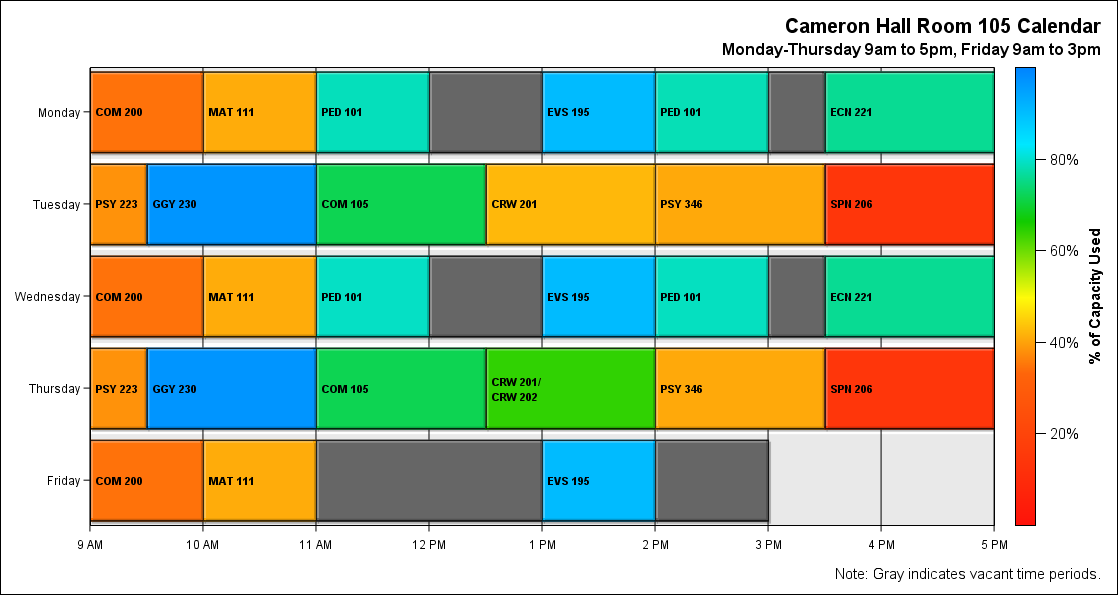 Cameron Hall Room 105 Calendar
Monday-Thursday 9am to 5pm, Friday 9am to 3pm
Monday
COM 200
MAT 111
PED 101
EVS 195
PED 101
ECN 221
Tuesday
PSY 223
GGY 230
COM 105
CRW 201
PSY 346
SPN 206
Wednesday
COM 200
MAT 111
PED 101
EVS 195
PED 101
ECN 221
Thursday
PSY 223
GGY 230
COM 105
CRW 201/
CRW 202
PSY 346
SPN 206
Friday
COM 200
MAT 111
EVS 195
9 AM
10 AM
11 AM
12 PM
1 PM
2 PM
3 PM
4 PM
5 PM
80%
60%
40%
20%
% of Capacity Used
Note: Gray indicates vacant time periods.